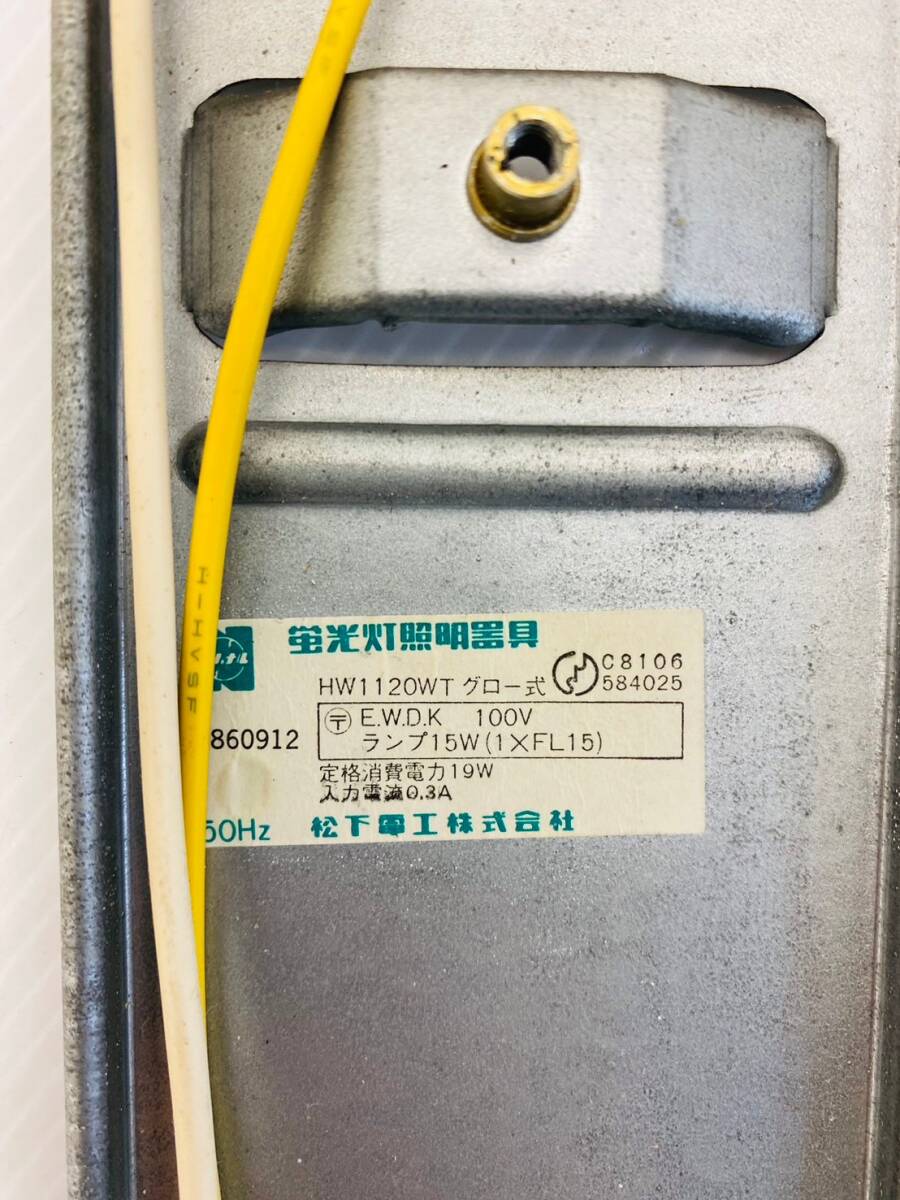 H-HVSF
蛍光灯照明器具
HW1120WT グロー式
C8106
584025
860912
〒 E.W.D.K 100V
ランプ15W(1×FL15)
定格消費電力19W
入力電流0.3A
50Hz 松下電工株式会社